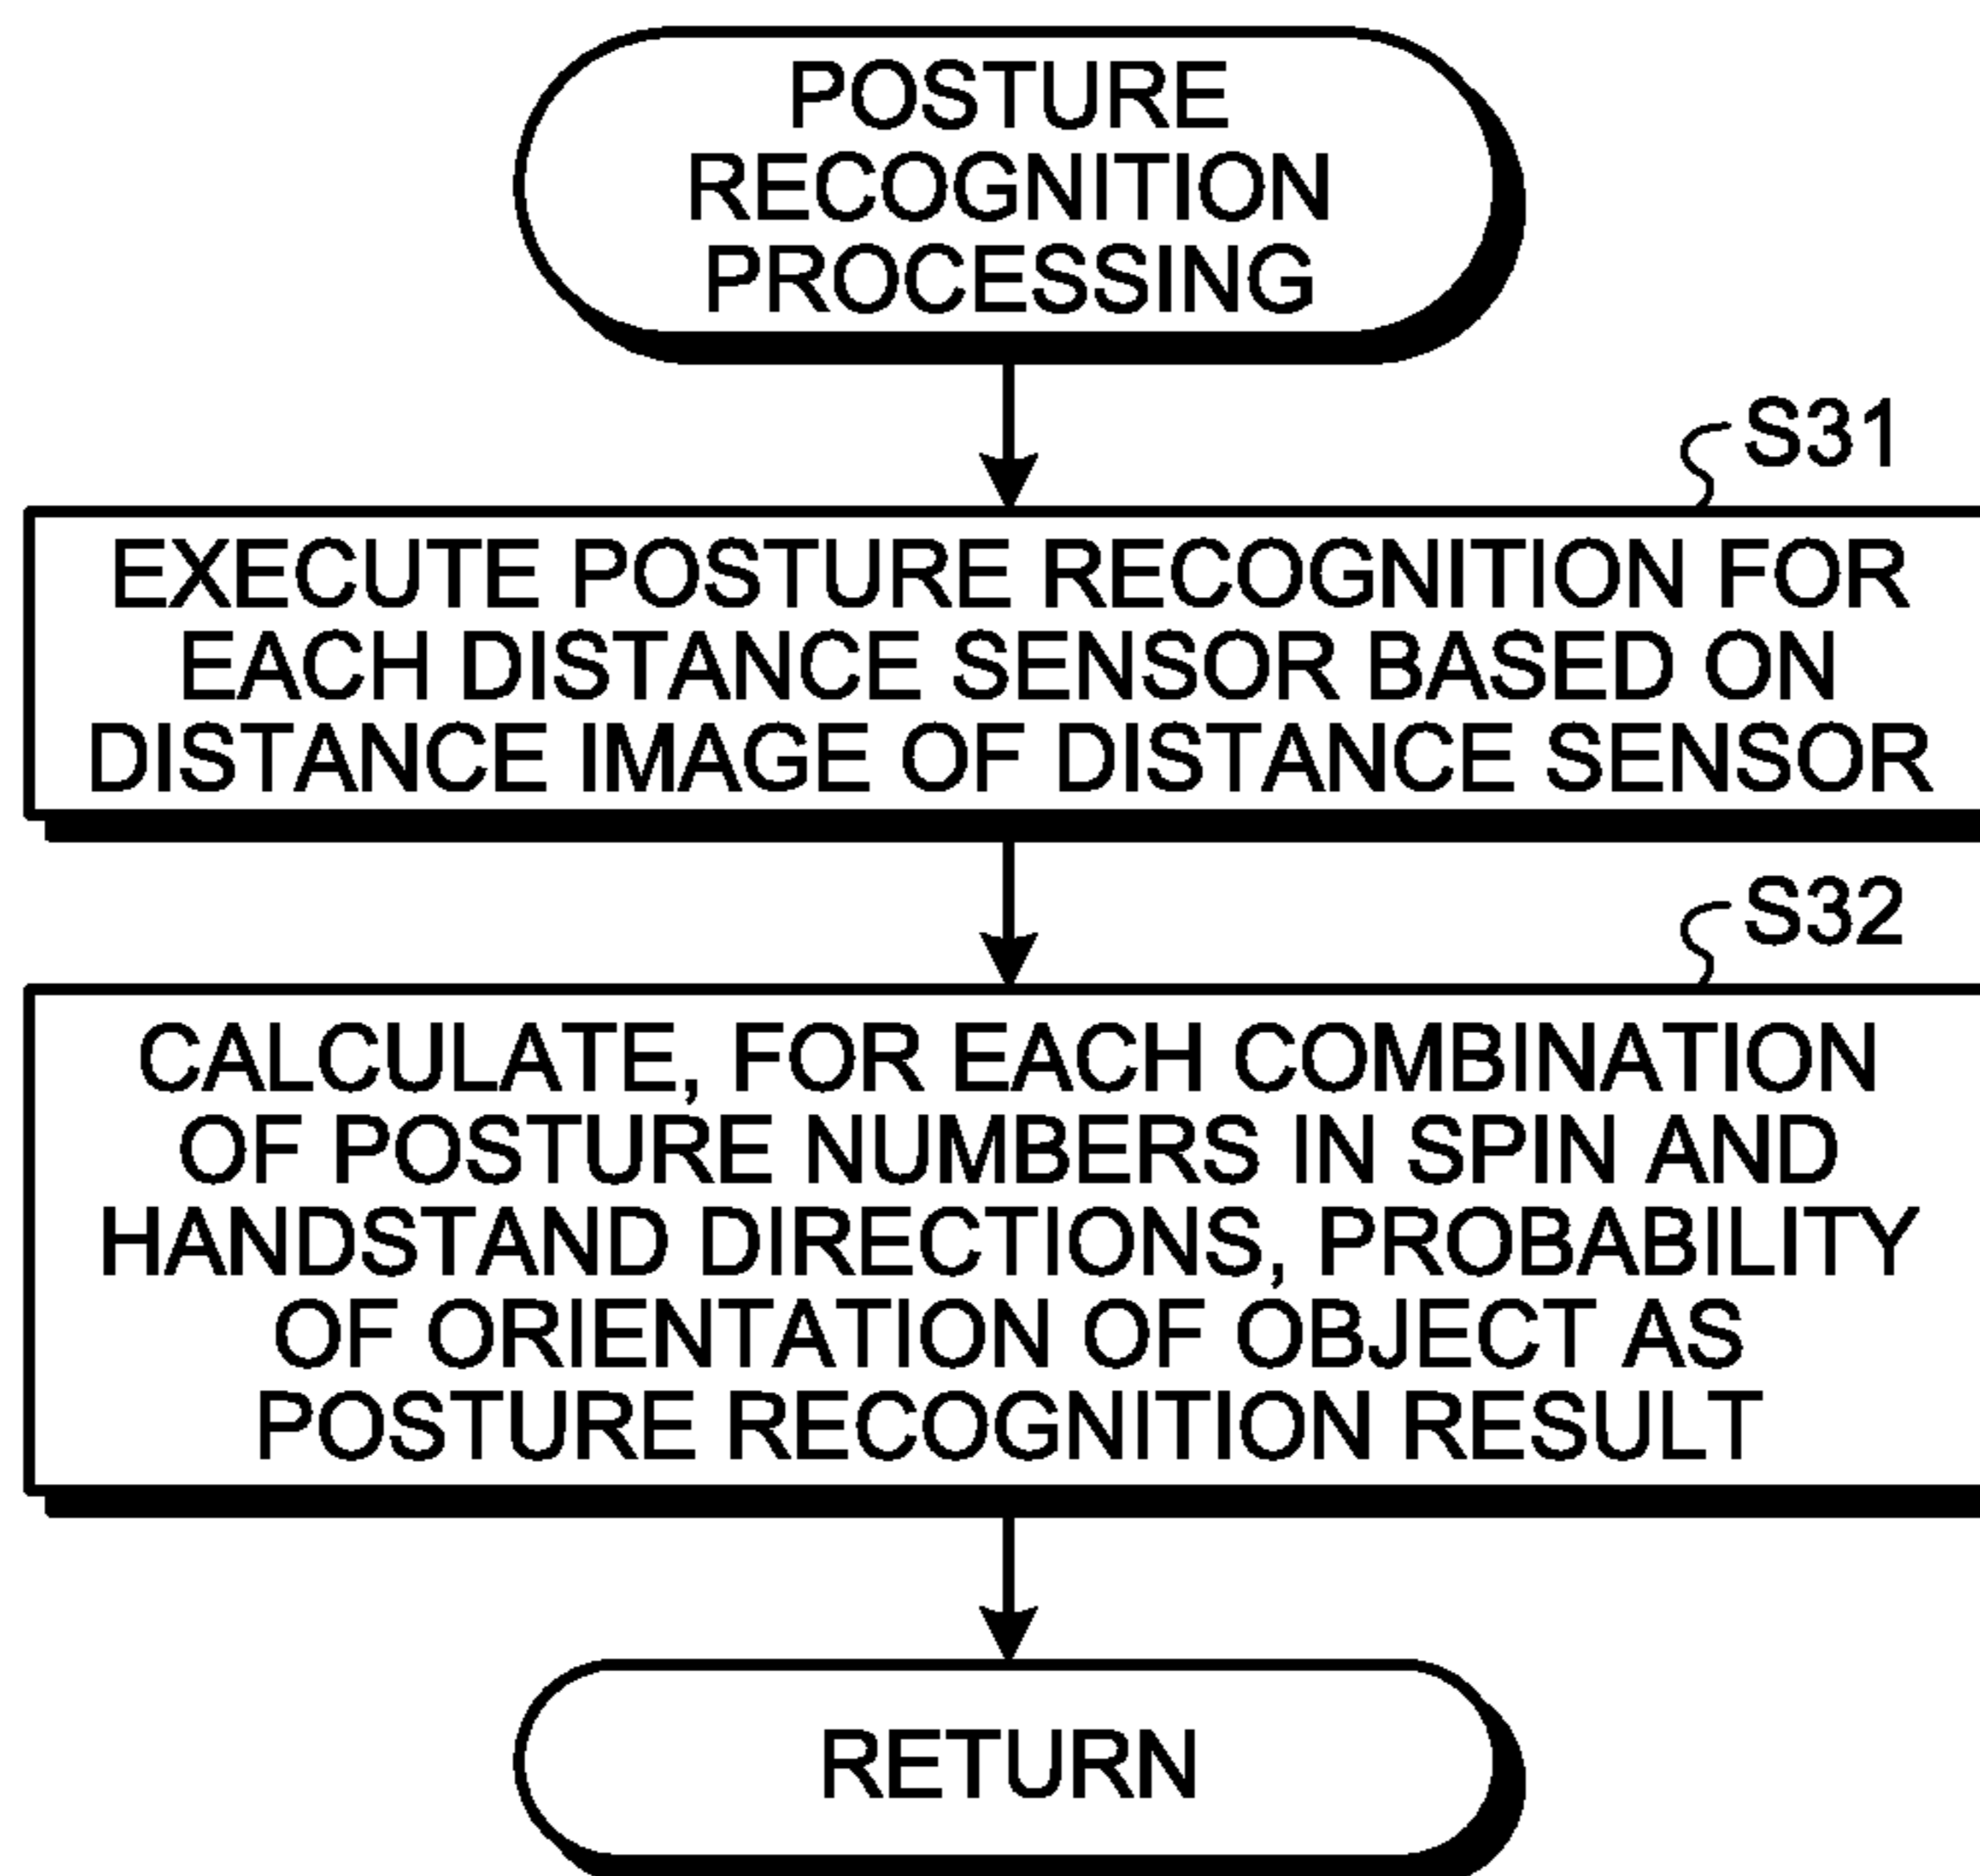 POSTURE
RECOGNITION
PROCESSING
S31
EXECUTE POSTURE RECOGNITION FOR
EACH DISTANCE SENSOR BASED ON
DISTANCE IMAGE OF DISTANCE SENSOR
S32
CALCULATE, FOR EACH COMBINATION
OF POSTURE NUMBERS IN SPIN AND
HANDSTAND DIRECTIONS, PROBABILITY
OF ORIENTATION OF OBJECT AS
POSTURE RECOGNITION RESULT
RETURN